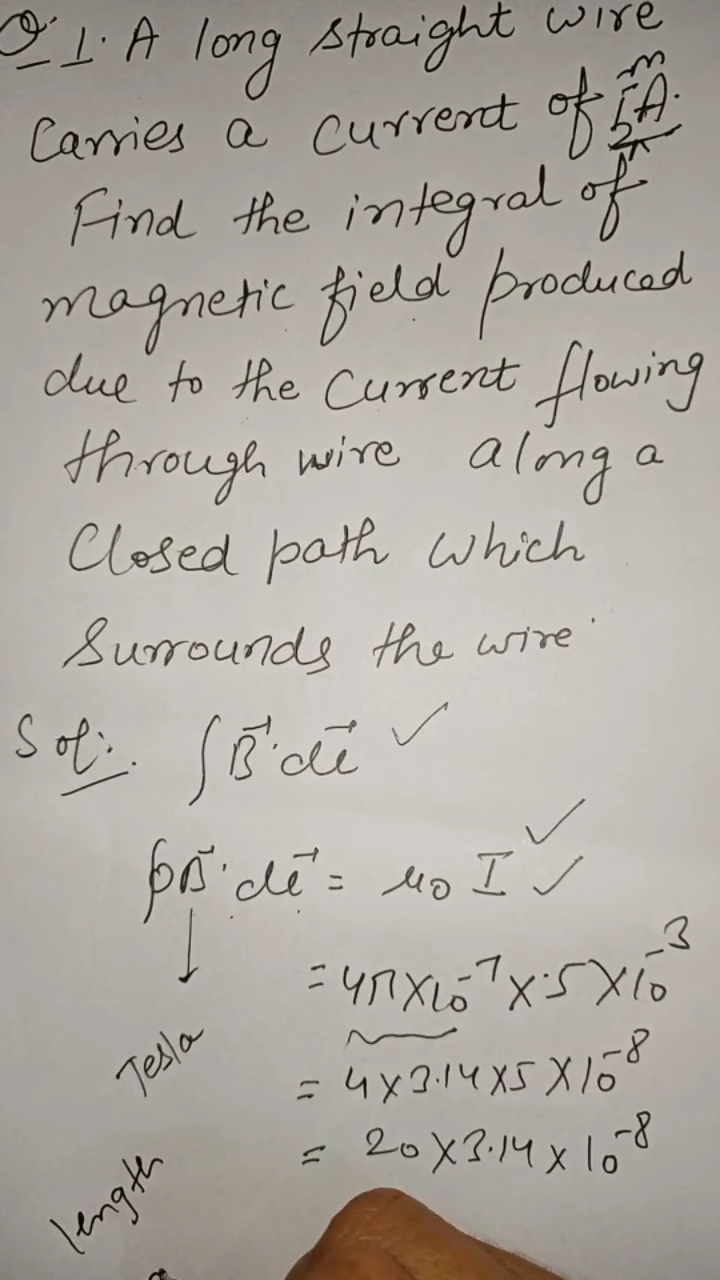 Q.1. A long straight wire
Carries a current of 5mA.
Find the integral of
magnetic field produced
due to the current flowing
through wire along a
Closed path which
Surrounds the wire.
Sol:. ∫B⃗·dl⃗ ✓
∮B⃗·dl⃗ = μ0 I ✓ ✓
= 4π×10⁻⁷×5×10⁻³
= 4×3.14×5×10⁻⁸
= 20×3.14×10⁻⁸
Tesla
length